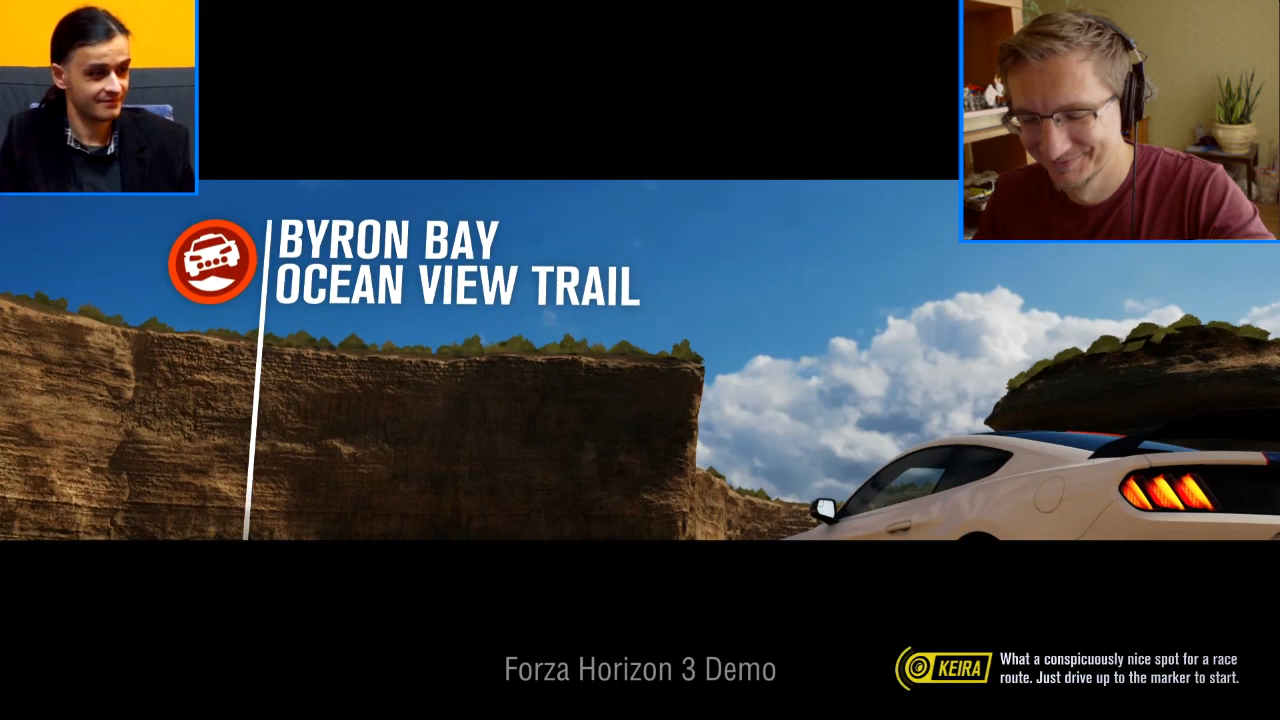 BYRON BAY
OCEAN VIEW TRAIL
Forza Horizon 3 Demo
KEIRA
What a conspicuously nice spot for a race
route. Just drive up to the marker to start.